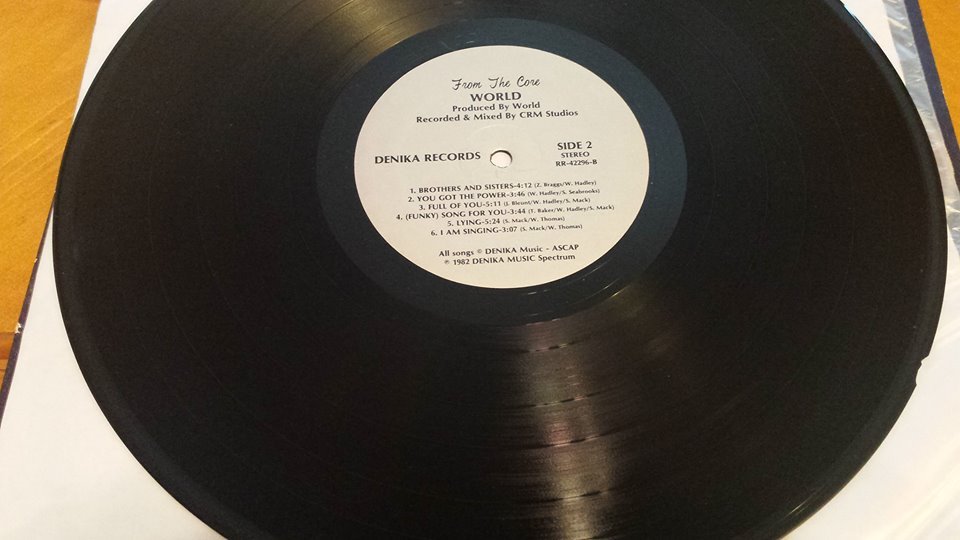 From The Core
WORLD
Produced By World
Recorded & Mixed By CRM Studios
DENIKA RECORDS
SIDE 2
STEREO
RR-42296-B
1. BROTHERS AND SISTERS-4:12 (Z. Braggs/W. Hadley)
2. YOU GOT THE POWER-3:46 (W. Hadley/S. Seabrooks)
3. FULL OF YOU-5:11 (J. Blount/W. Hadley/S. Mack)
4. (FUNKY) SONG FOR YOU-3:44 (T. Baker/W. Hadley/S. Mack)
5. LYING-5:24 (S. Mack/W. Thomas)
6. I AM SINGING-3:07 (S. Mack/W. Thomas)
All songs © DENIKA Music - ASCAP
℗ 1982 DENIKA MUSIC Spectrum